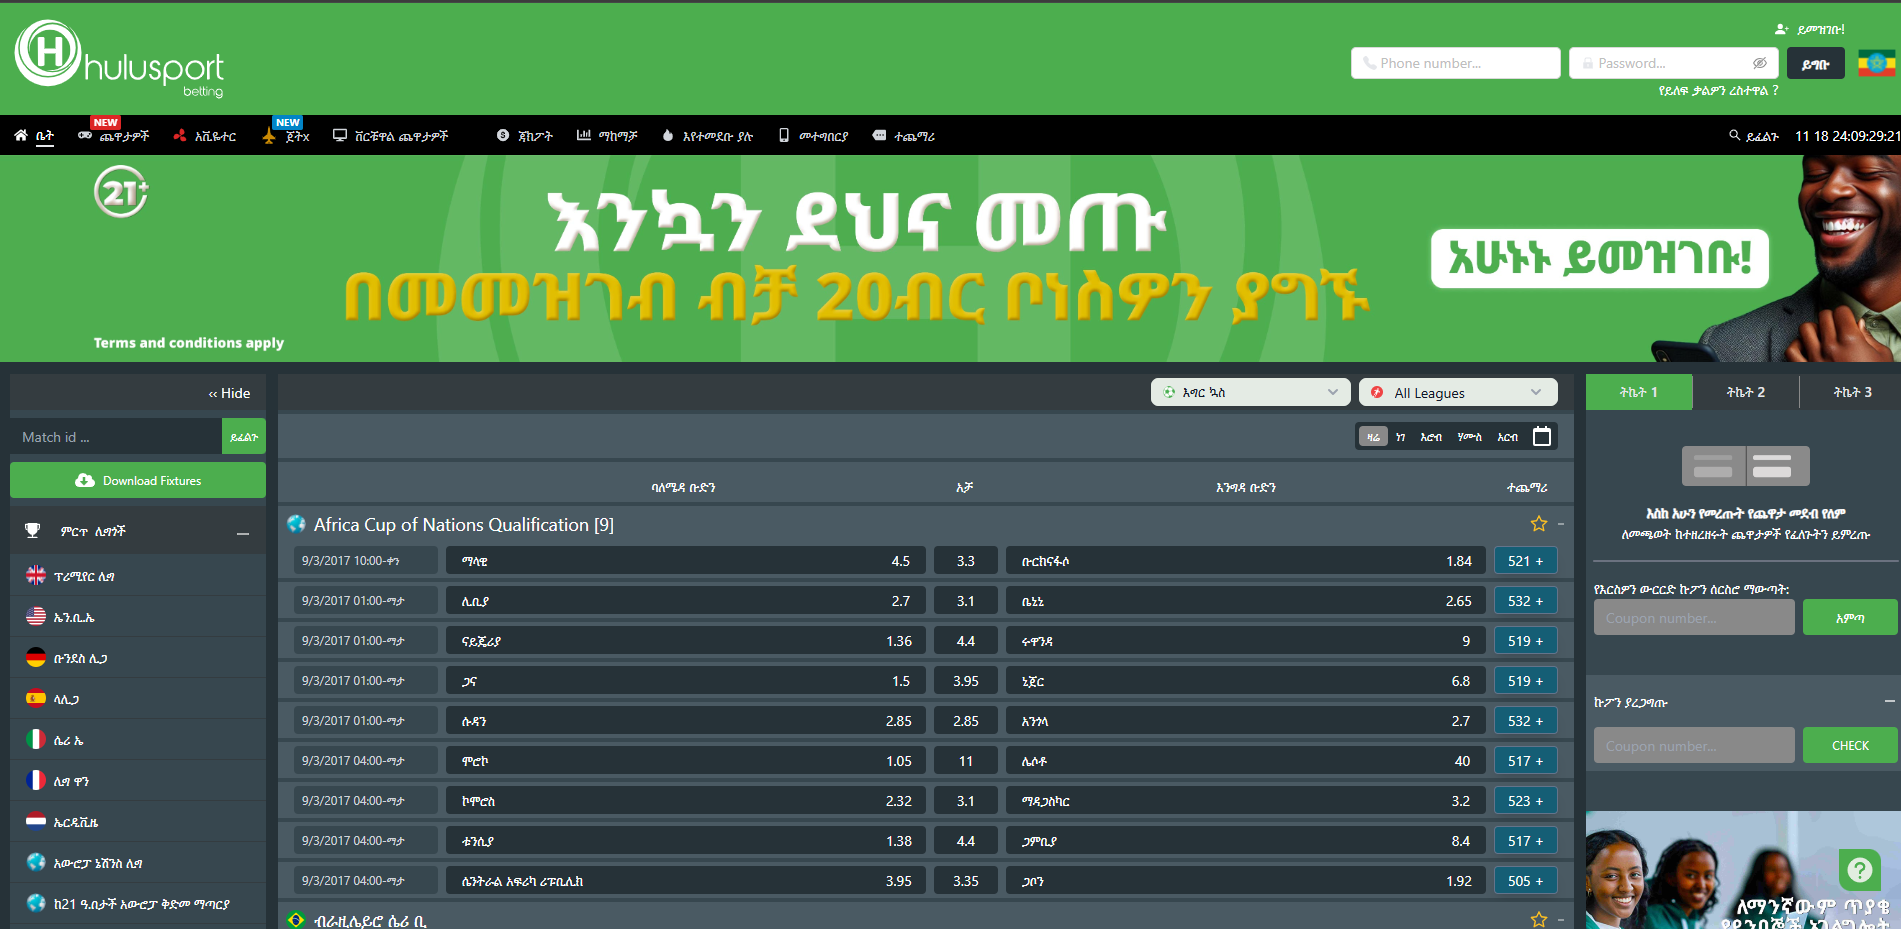 ይመዝገቡ!
hulusport
betting
Phone number...
Password...
ይግቡ
የይለፍ ቃልዎን ረስተዋል ?
NEW
NEW
ቤት
ጨዋታዎች
አቪዬተር
ጀትx
ቨርቹዋል ጨዋታዎች
ጃክፖት
ማከማቻ
እየተመደቡ ያሉ
መተግበርያ
ተጨማሪ
ይፈልጉ
11 18 24:09:29:21
21+
እንኳን ደህና መጡ
በመመዝገብ ብቻ 20ብር ቦነስዎን ያግኙ
አሁኑኑ ይመዝገቡ!
Terms and conditions apply
‹‹ Hide
Match id ...
ይፈልጉ
Download Fixtures
ምርጥ ሊጎች
ፕሪሚየር ሊግ
ኤን.ቢ.ኤ
ቡንደስ ሊጋ
ላሊጋ
ሴሪ ኤ
ሊግ ዋን
ኤርዲቪዜ
አውሮፓ ኔሽንስ ሊግ
ከ21 ዓ.በታች አውሮፓ ቅድመ ማጣርያ
እግር ኳስ
All Leagues
ዛሬ
ነገ
እሮብ
ሃሙስ
አርብ
ባለሜዳ ቡድን
አቻ
እንግዳ ቡድን
ተጨማሪ
Africa Cup of Nations Qualification [9]
9/3/2017 10:00-ቀን ማላዊ 4.5 3.3 ቡርኪናፋሶ 1.84 521 +
9/3/2017 01:00-ማታ ሊቢያ 2.7 3.1 ቤኒኒ 2.65 532 +
9/3/2017 01:00-ማታ ናይጄሪያ 1.36 4.4 ሩዋንዳ 9 519 +
9/3/2017 01:00-ማታ ጋና 1.5 3.95 ኒጀር 6.8 519 +
9/3/2017 01:00-ማታ ሱዳን 2.85 2.85 አንጎላ 2.7 532 +
9/3/2017 04:00-ማታ ሞሮኮ 1.05 11 ሌሶቶ 40 517 +
9/3/2017 04:00-ማታ ኮሞሮስ 2.32 3.1 ማዳጋስካር 3.2 523 +
9/3/2017 04:00-ማታ ቱንሲያ 1.38 4.4 ጋምቢያ 8.4 517 +
9/3/2017 04:00-ማታ ሴንትራል አፍሪካ ሪፐብሊክ 3.95 3.35 ጋቦን 1.92 505 +
ብራዚሌይሮ ሴሪ ቢ
ትኬት 1
ትኬት 2
ትኬት 3
እስከ አሁን የመረጡት የጨዋታ መደብ የለም
ለመጫወት ከተዘረዘሩት ጨዋታዎች የፈለጉትን ይምረጡ
የእርስዎን ውርርድ ኩፖን ሰርስሮ ማውጣት:
Coupon number...
አምጣ
ኩፖን ያረጋግጡ
Coupon number...
CHECK
ለማንኛውም ጥያቄ